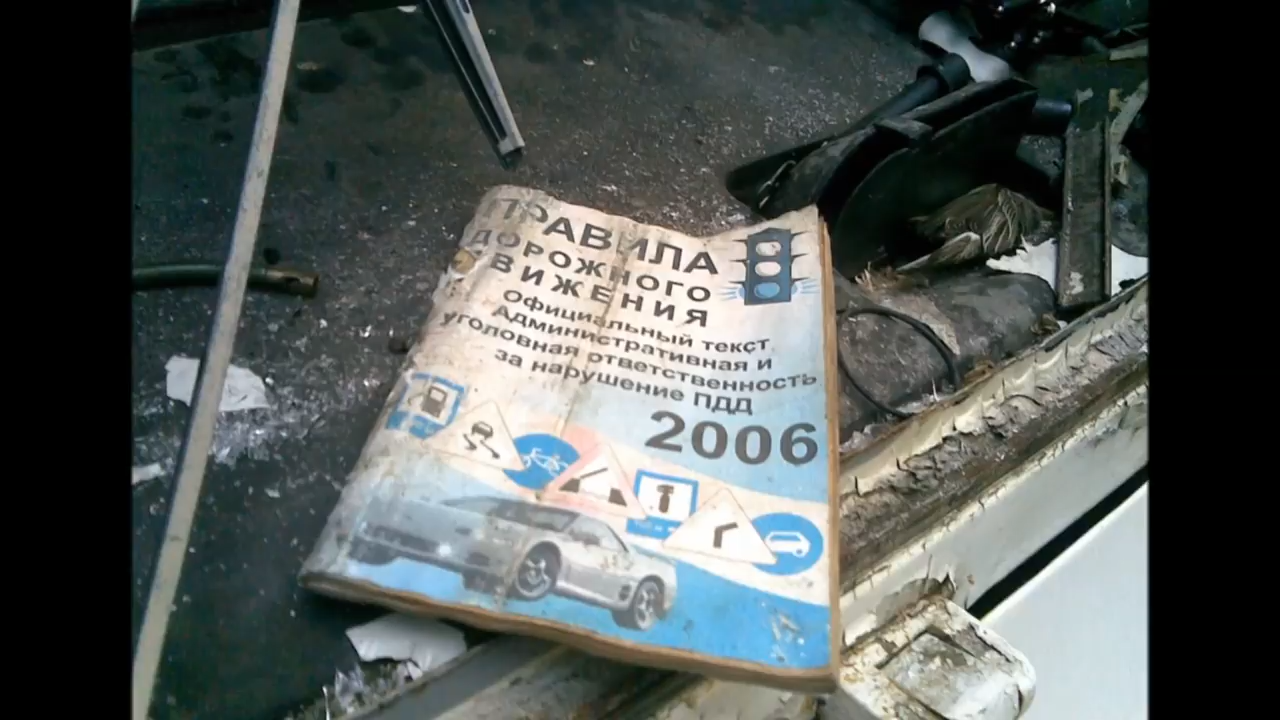 ПРАВИЛА
ДОРОЖНОГО
ДВИЖЕНИЯ
Официальный текст
Административная и
уголовная ответственность
за нарушение ПДД
2006